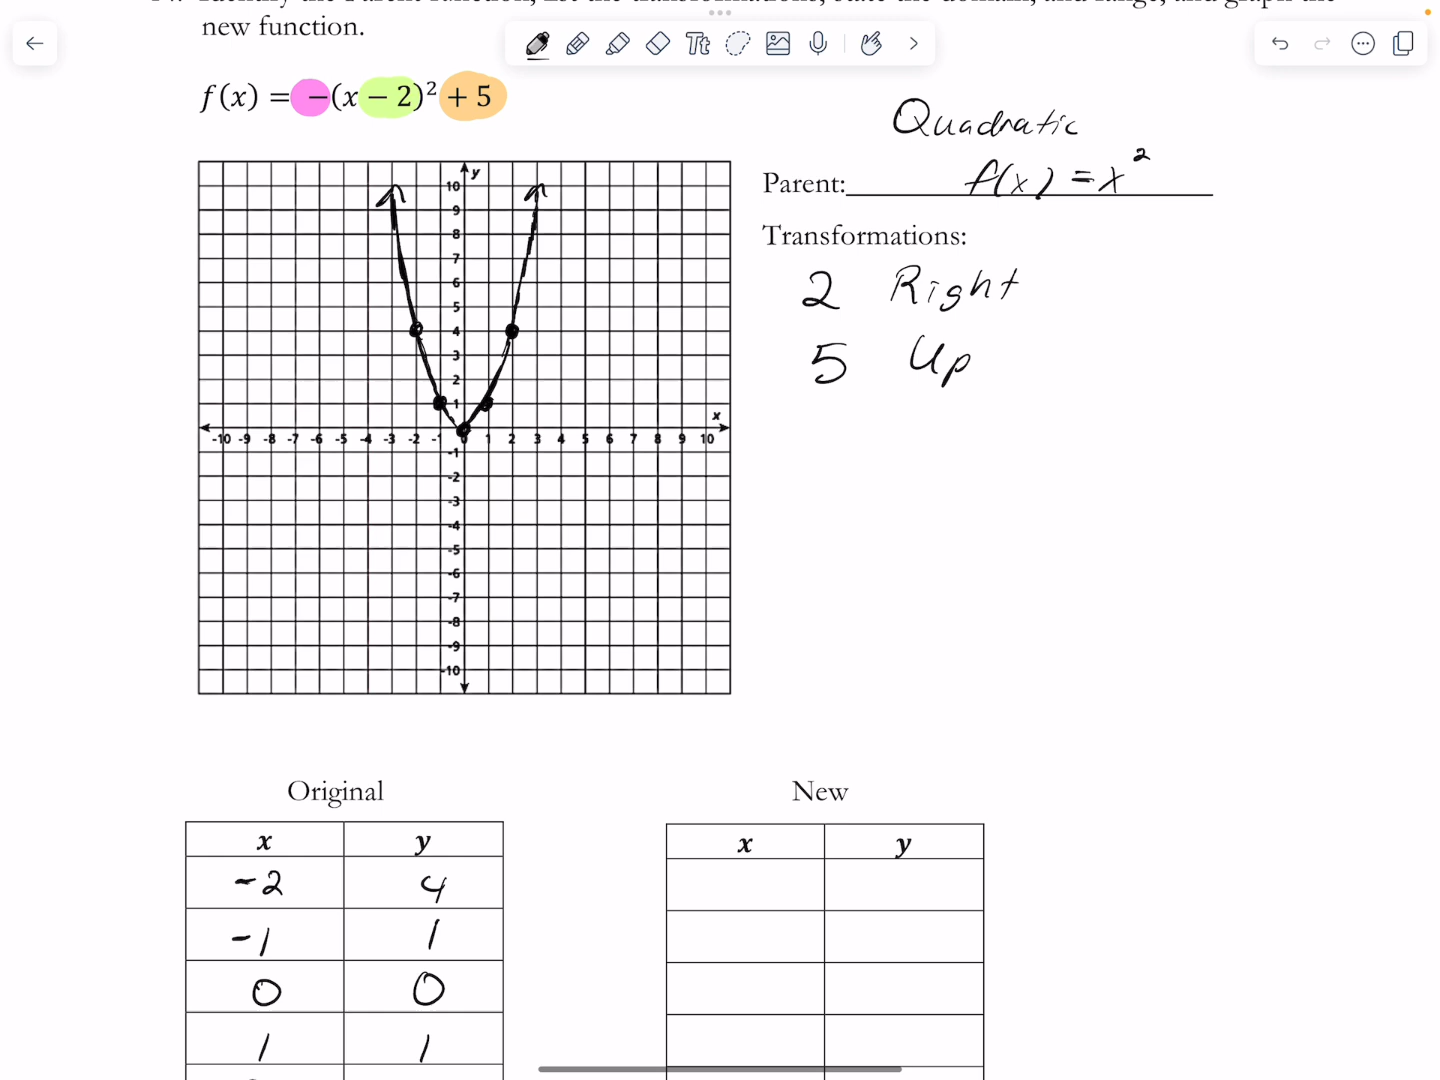 new function.
Tt
f(x) = −(x − 2)² + 5
Quadratic
Parent: f(x) = x²
Transformations:
2 Right
5 Up
y
10
9
8
7
6
5
4
3
2
1
x
-10 -9 -8 -7 -6 -5 -4 -3 -2 -1 0 1 2 3 4 5 6 7 8 9 10
-1
-2
-3
-4
-5
-6
-7
-8
-9
-10
Original
x y
-2 4
-1 1
0 0
1 1
New
x y